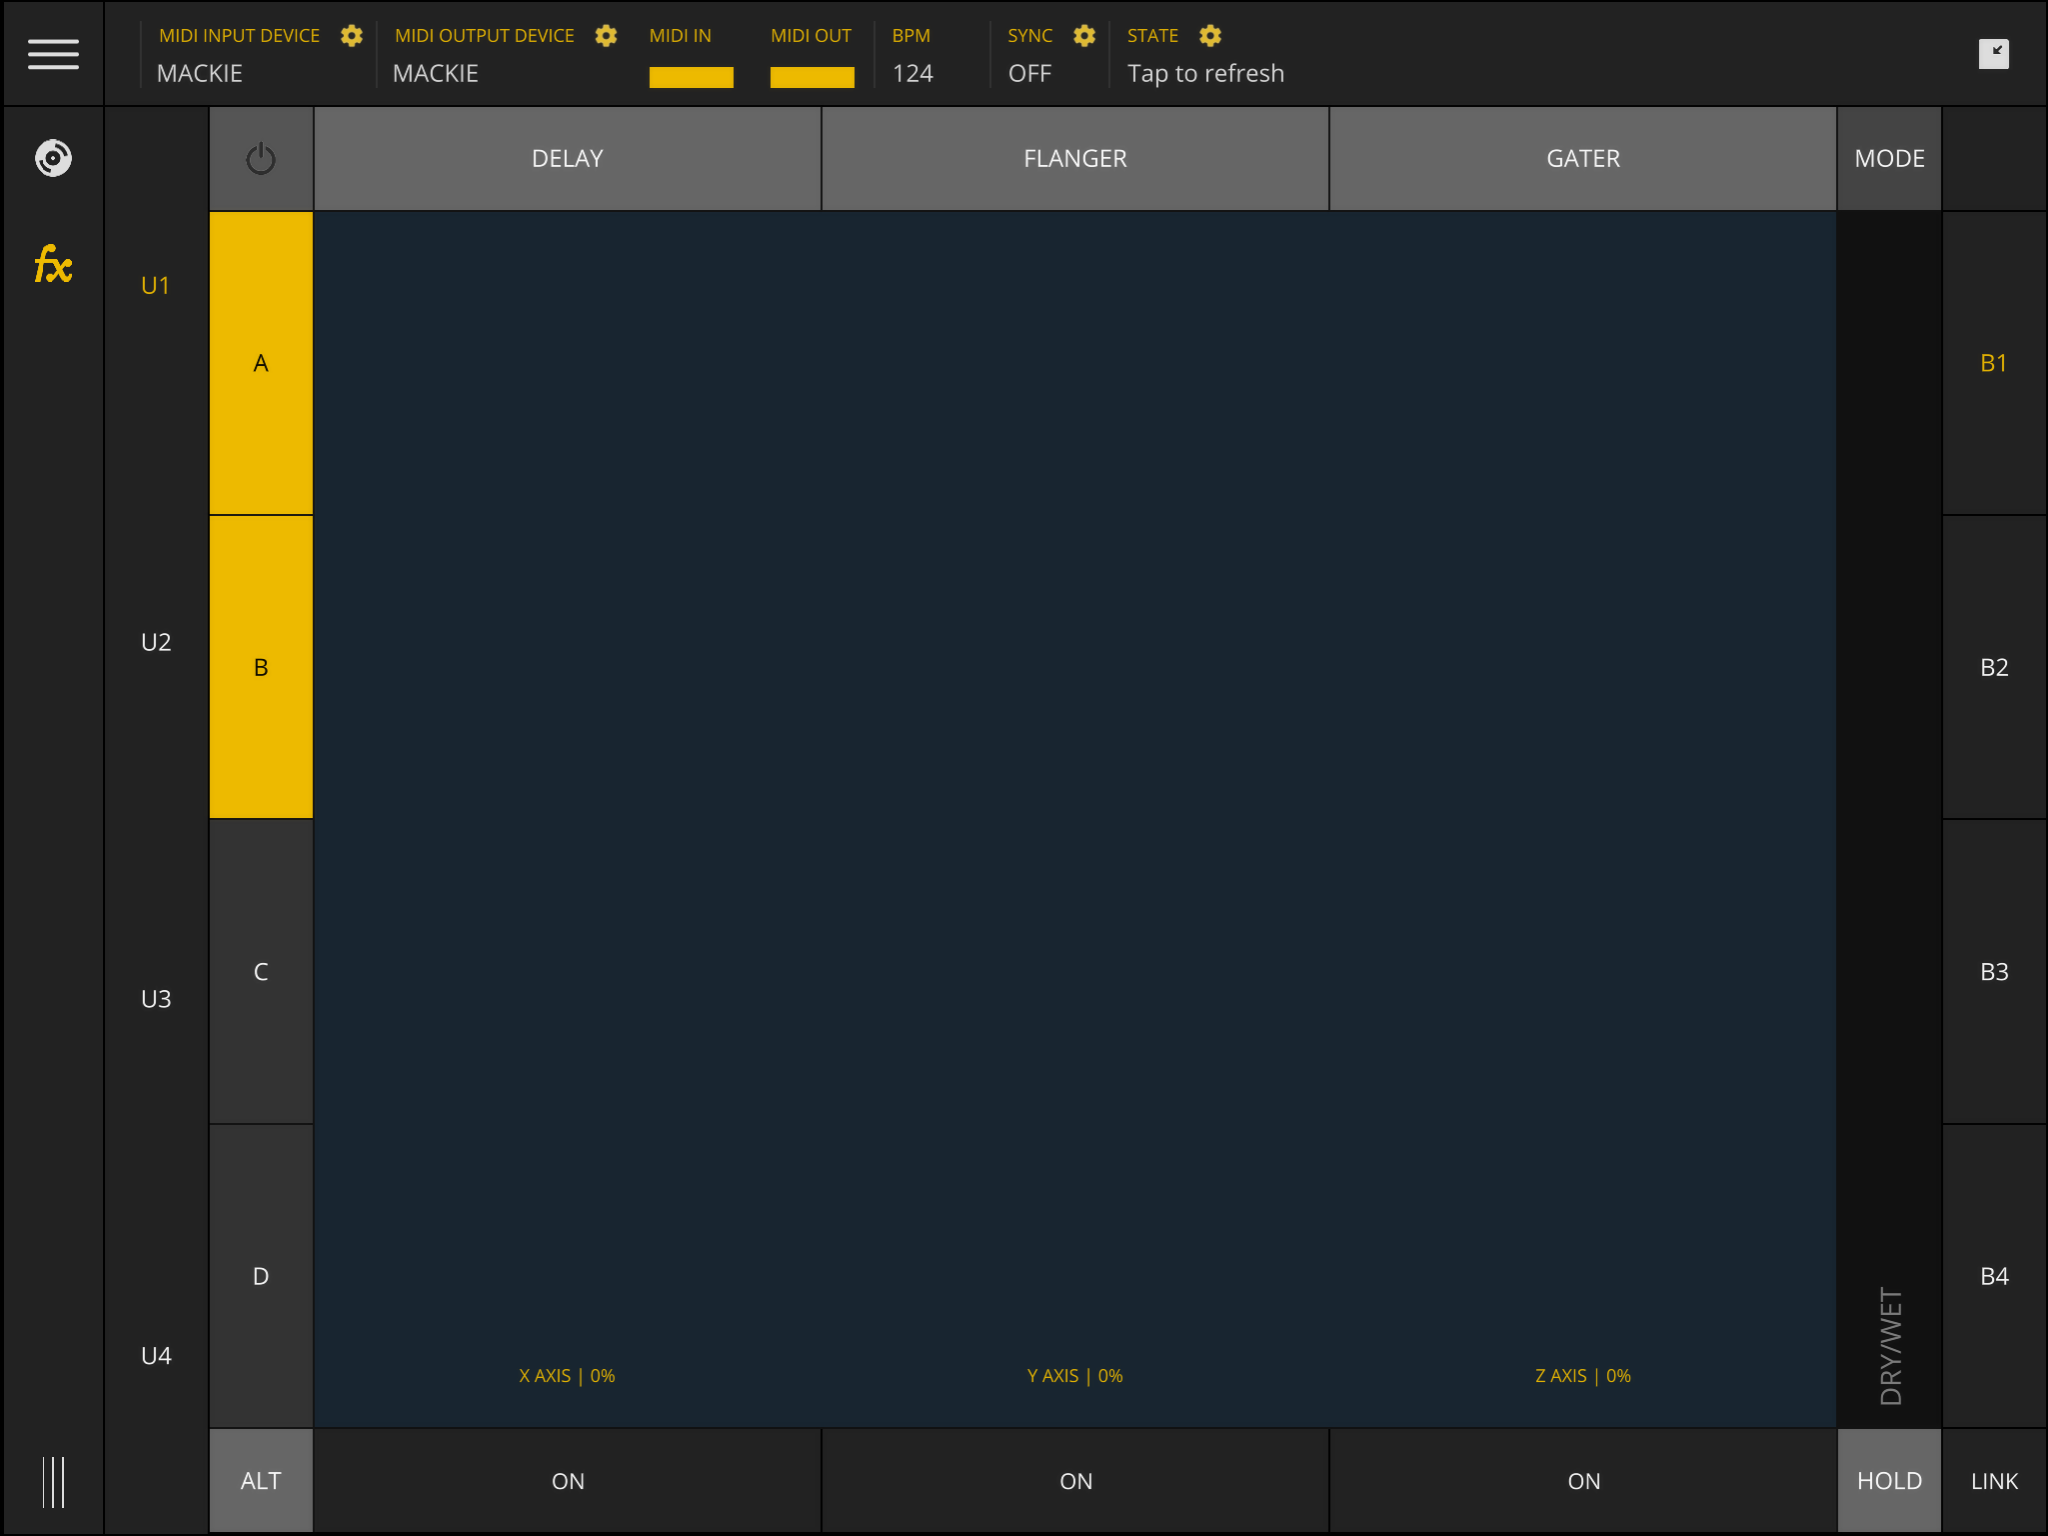 MIDI INPUT DEVICE MIDI OUTPUT DEVICE MIDI IN MIDI OUT BPM SYNC STATE
MACKIE MACKIE 124 OFF Tap to refresh
DELAY FLANGER GATER MODE
fx
U1
A B1
U2
B B2
C B3
U3
D B4
U4
DRY/WET
X AXIS | 0% Y AXIS | 0% Z AXIS | 0%
ALT ON ON ON HOLD LINK